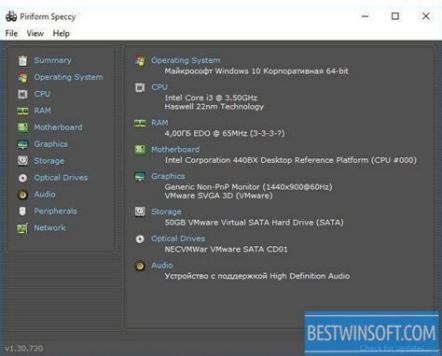 Piriform Speccy
File View Help
Summary
Operating System
CPU
RAM
Motherboard
Graphics
Storage
Optical Drives
Audio
Peripherals
Network
Operating System
Майкрософт Windows 10 Корпоративная 64-bit
CPU
Intel Core i3 @ 3.50GHz
Haswell 22nm Technology
RAM
4,00ГБ EDO @ 65MHz (3-3-3-?)
Motherboard
Intel Corporation 440BX Desktop Reference Platform (CPU #000)
Graphics
Generic Non-PnP Monitor (1440x900@60Hz)
VMware SVGA 3D (VMware)
Storage
50GB VMware Virtual SATA Hard Drive (SATA)
Optical Drives
NECVMWar VMware SATA CD01
Audio
Устройство с поддержкой High Definition Audio
BESTWINSOFT.COM
v1.30.730
Check for updates